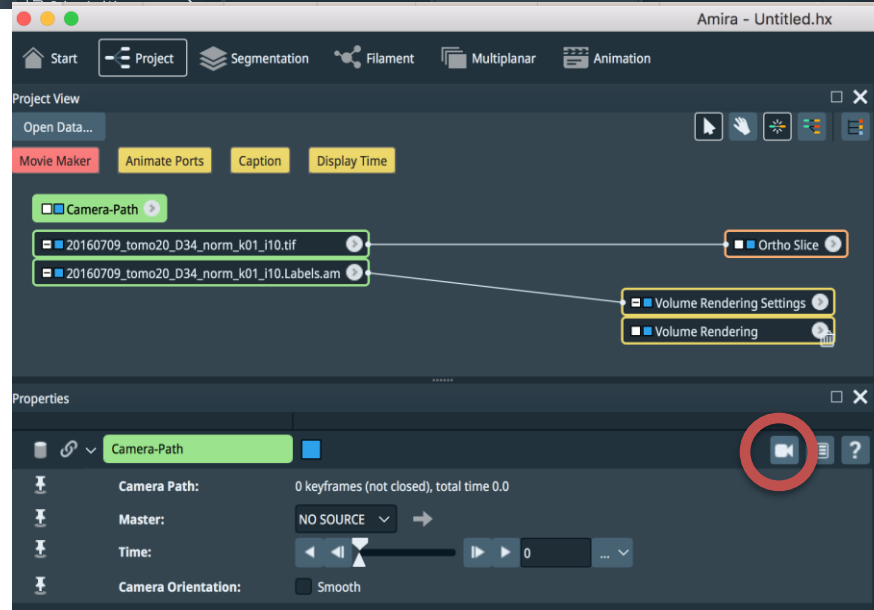 Amira - Untitled.hx
Start Project Segmentation Filament Multiplanar Animation
Project View
Open Data...
Movie Maker Animate Ports Caption Display Time
Camera-Path
20160709_tomo20_D34_norm_k01_i10.tif Ortho Slice
20160709_tomo20_D34_norm_k01_i10.Labels.am
Volume Rendering Settings
Volume Rendering
Properties
Camera-Path ?
Camera Path: 0 keyframes (not closed), total time 0.0
Master: NO SOURCE
Time: 0 ...
Camera Orientation: Smooth